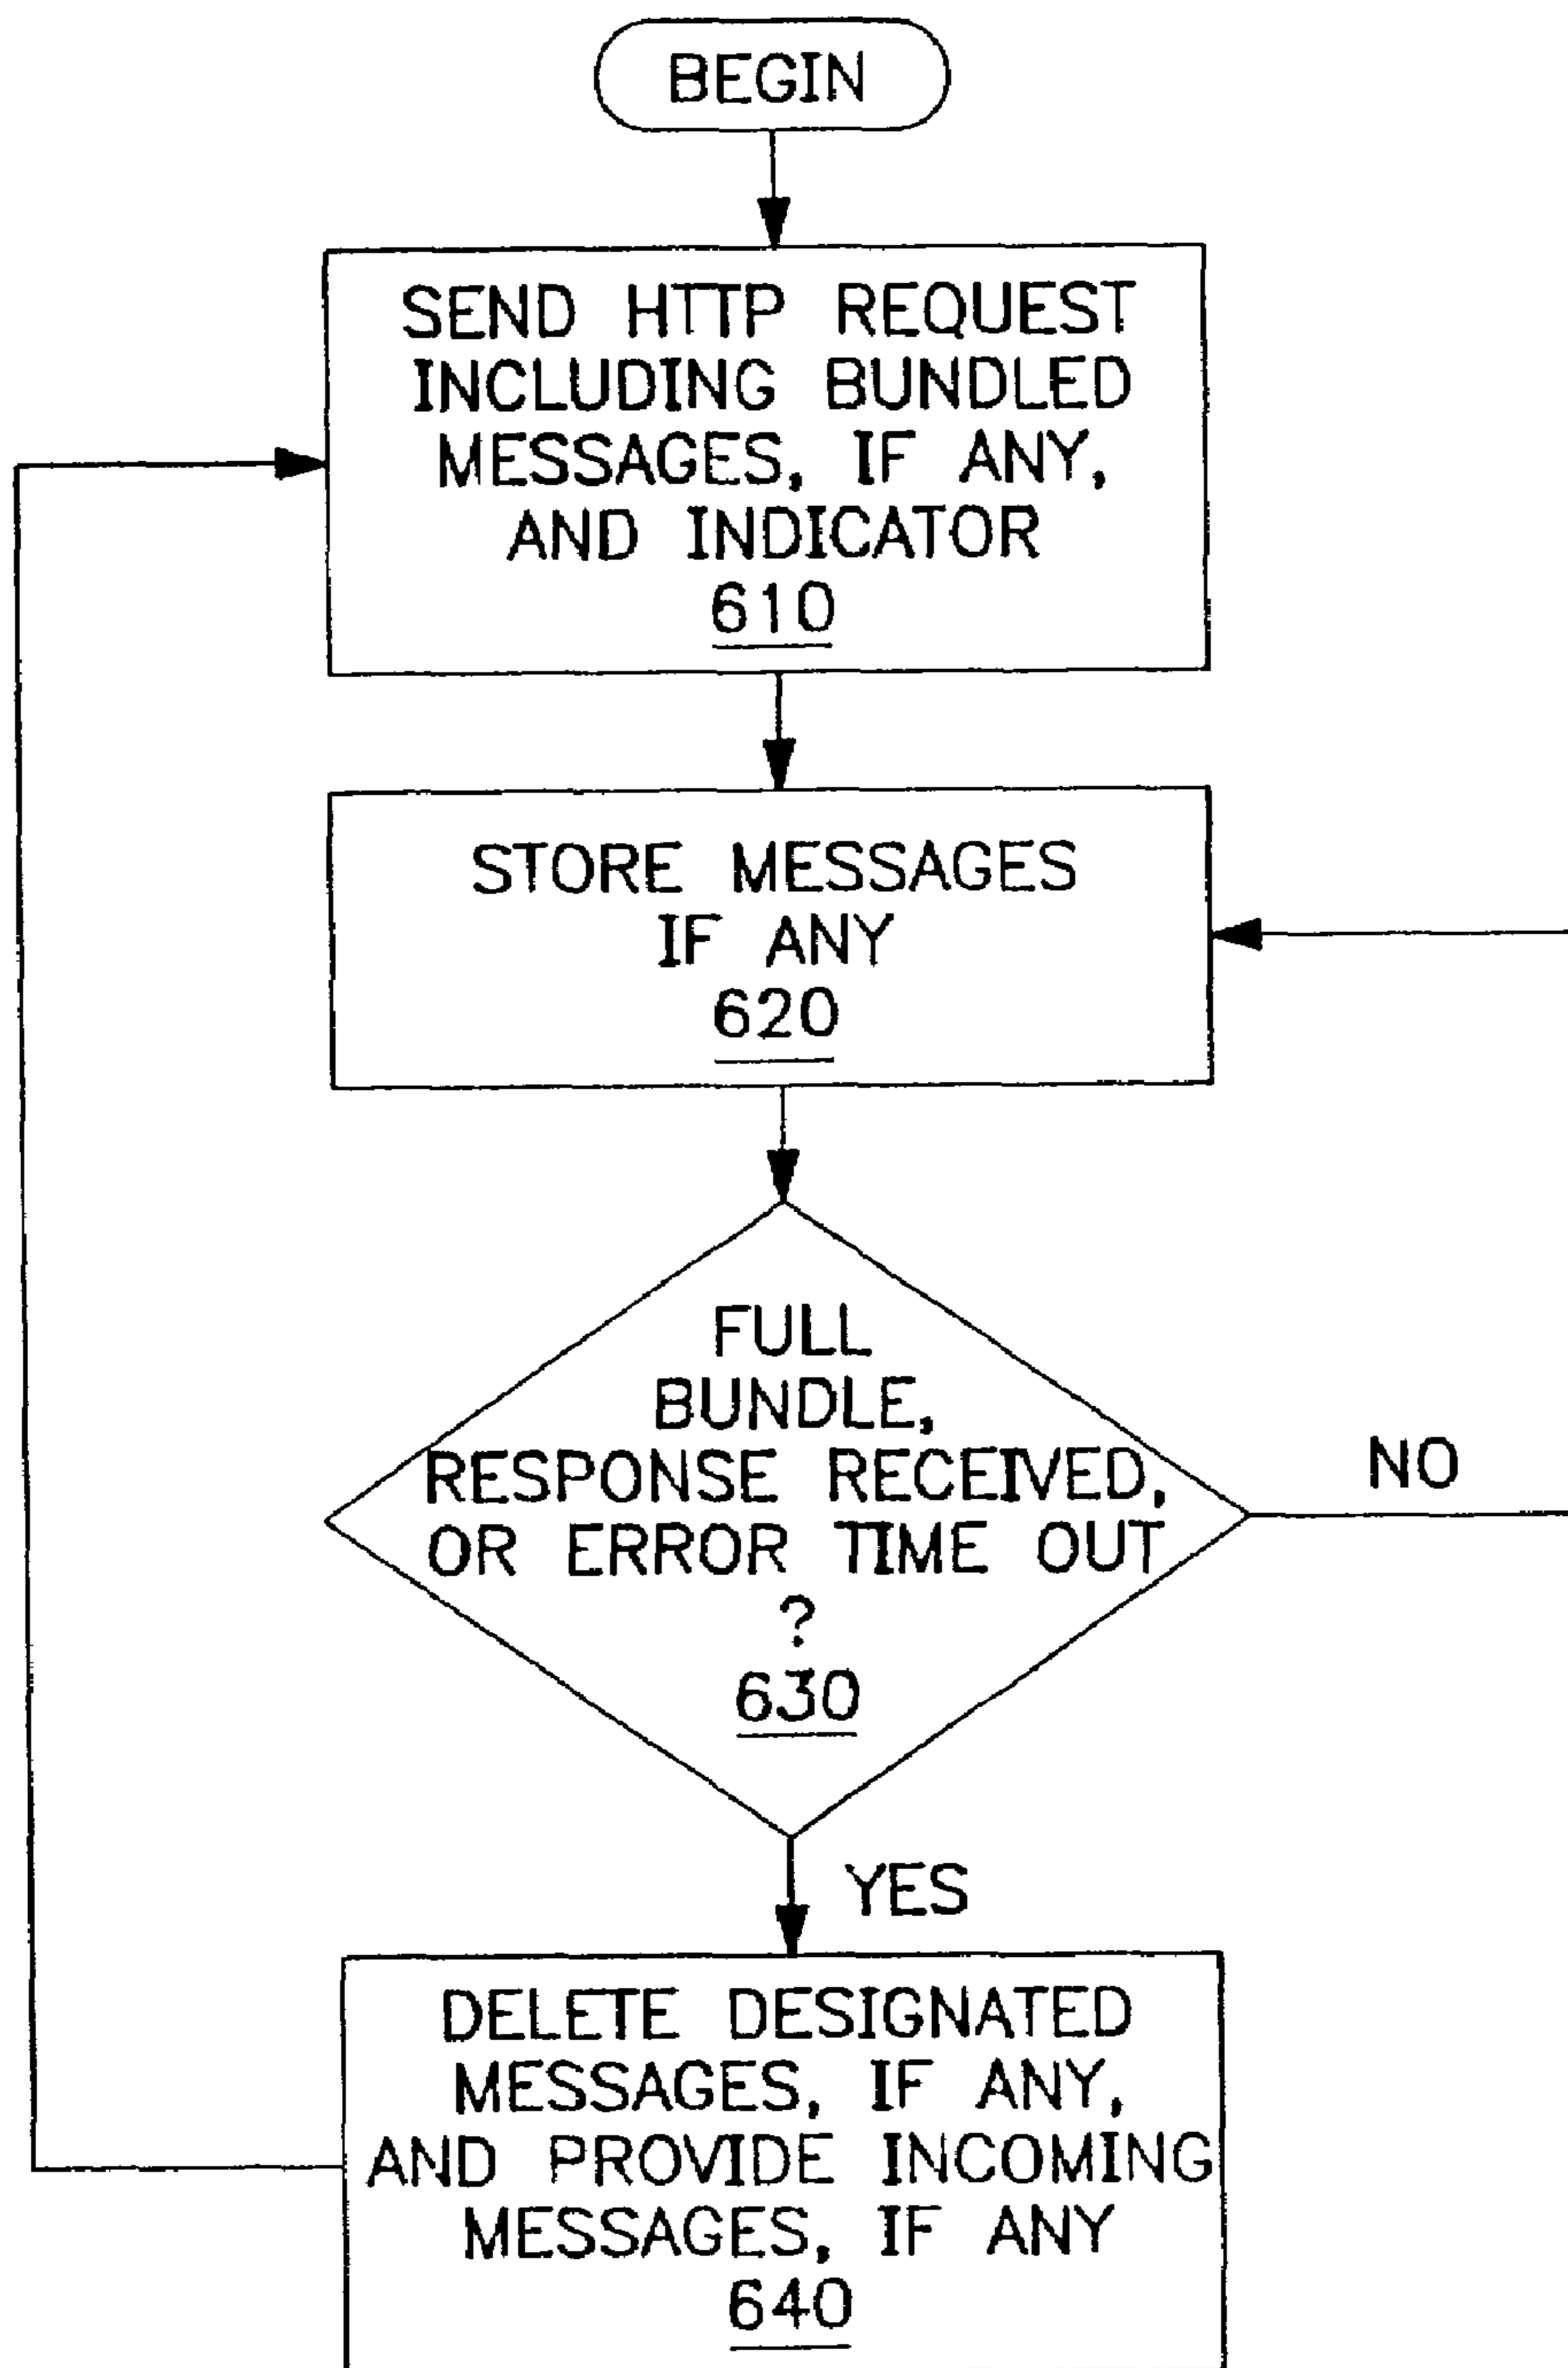 BEGIN
SEND HTTP REQUEST
INCLUDING BUNDLED
MESSAGES, IF ANY,
AND INDICATOR
610
STORE MESSAGES
IF ANY
620
FULL
BUNDLE,
RESPONSE RECEIVED,
OR ERROR TIME OUT
?
630
NO
YES
DELETE DESIGNATED
MESSAGES, IF ANY,
AND PROVIDE INCOMING
MESSAGES, IF ANY
640